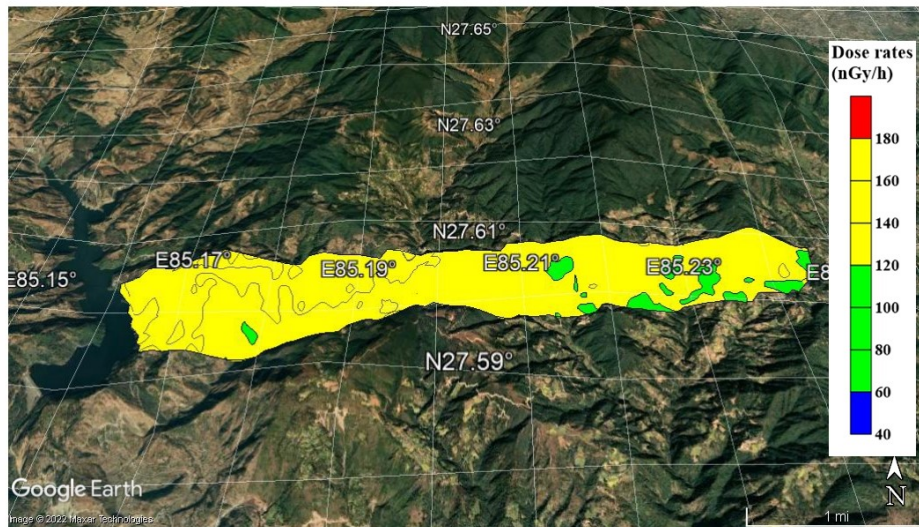 N27.65°
Dose rates
(nGy/h)
180
160
140
120
100
80
60
40
N27.63°
N27.61°
E85.15°
E85.17°
E85.19°
E85.21°
E85.23°
E8
N27.59°
Google Earth
Image © 2022 Maxar Technologies
N
1 mi